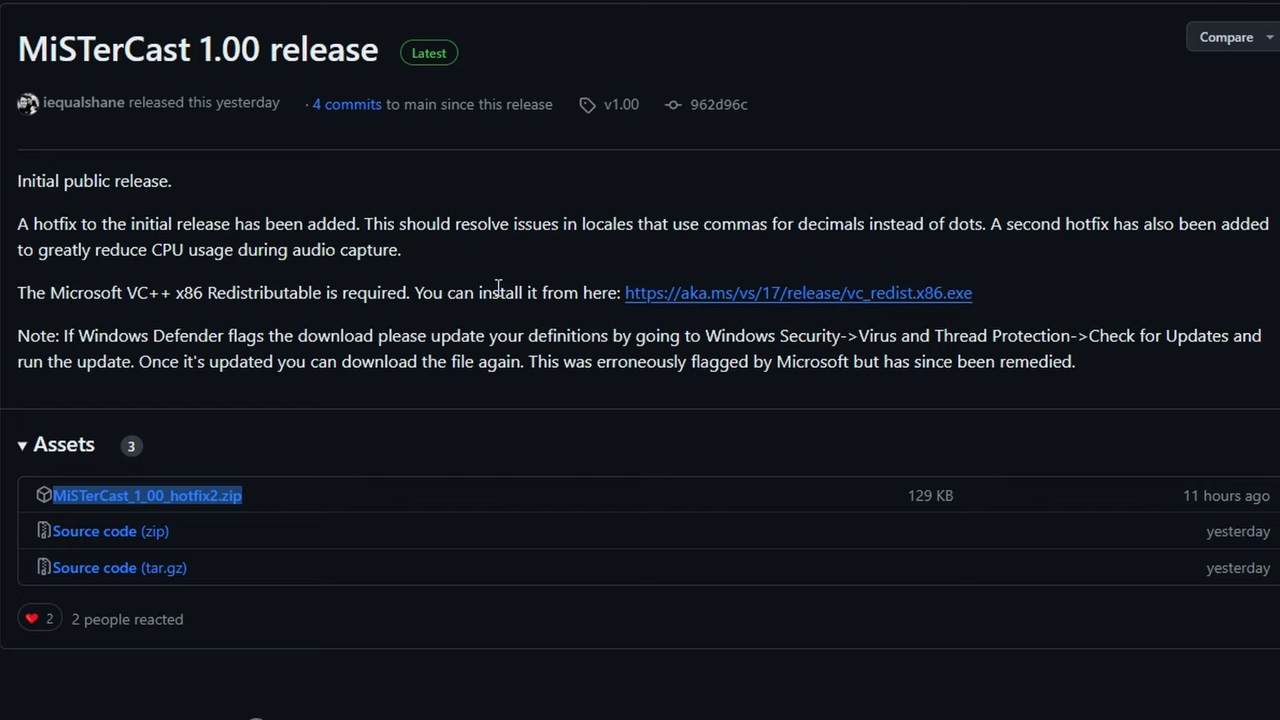 MiSTerCast 1.00 release Latest Compare
iequalshane released this yesterday · 4 commits to main since this release v1.00 962d96c
Initial public release.
A hotfix to the initial release has been added. This should resolve issues in locales that use commas for decimals instead of dots. A second hotfix has also been added
to greatly reduce CPU usage during audio capture.
The Microsoft VC++ x86 Redistributable is required. You can install it from here: https://aka.ms/vs/17/release/vc_redist.x86.exe
Note: If Windows Defender flags the download please update your definitions by going to Windows Security->Virus and Thread Protection->Check for Updates and
run the update. Once it's updated you can download the file again. This was erroneously flagged by Microsoft but has since been remedied.
Assets 3
MiSTerCast_1_00_hotfix2.zip 129 KB 11 hours ago
Source code (zip) yesterday
Source code (tar.gz) yesterday
2 2 people reacted